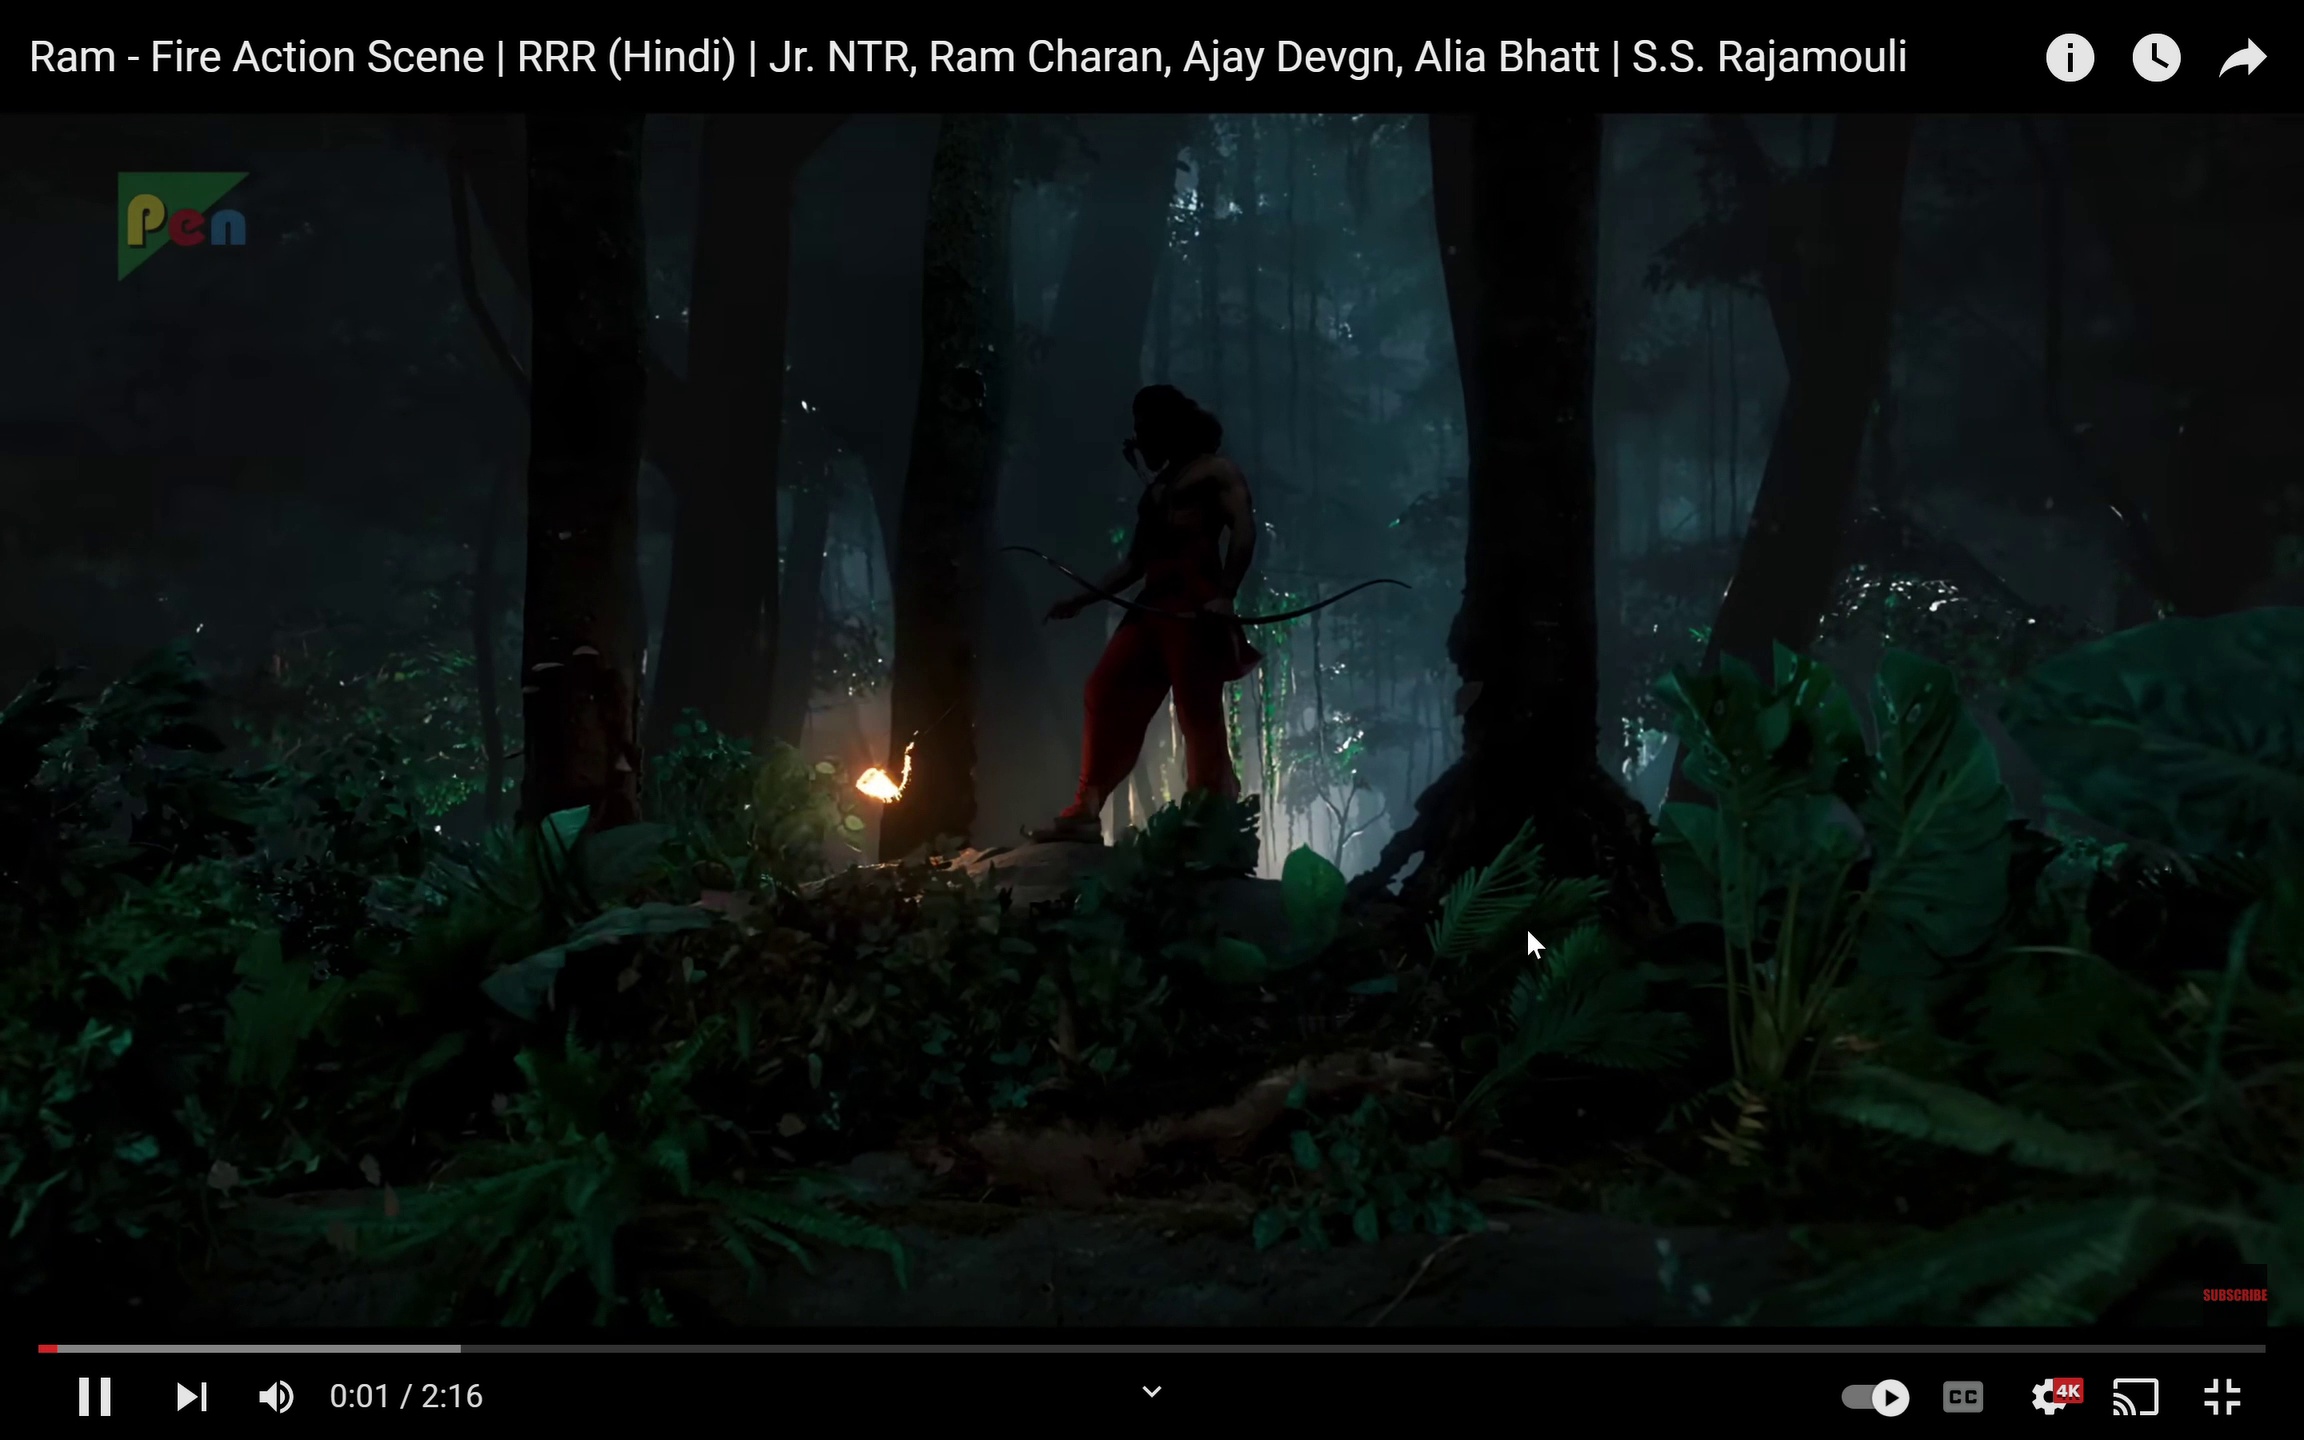 Ram - Fire Action Scene | RRR (Hindi) | Jr. NTR, Ram Charan, Ajay Devgn, Alia Bhatt | S.S. Rajamouli
Pen
SUBSCRIBE
0:01 / 2:16
CC
4K